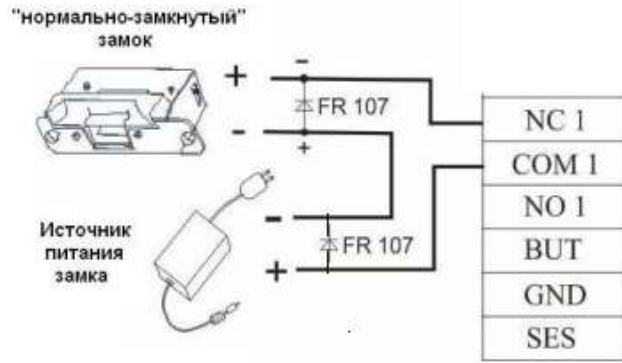 "нормально-замкнутый"
замок
-
+
FR 107
-
+
NC 1
COM 1
NO 1
BUT
GND
SES
Источник
питания
замка
-
FR 107
+